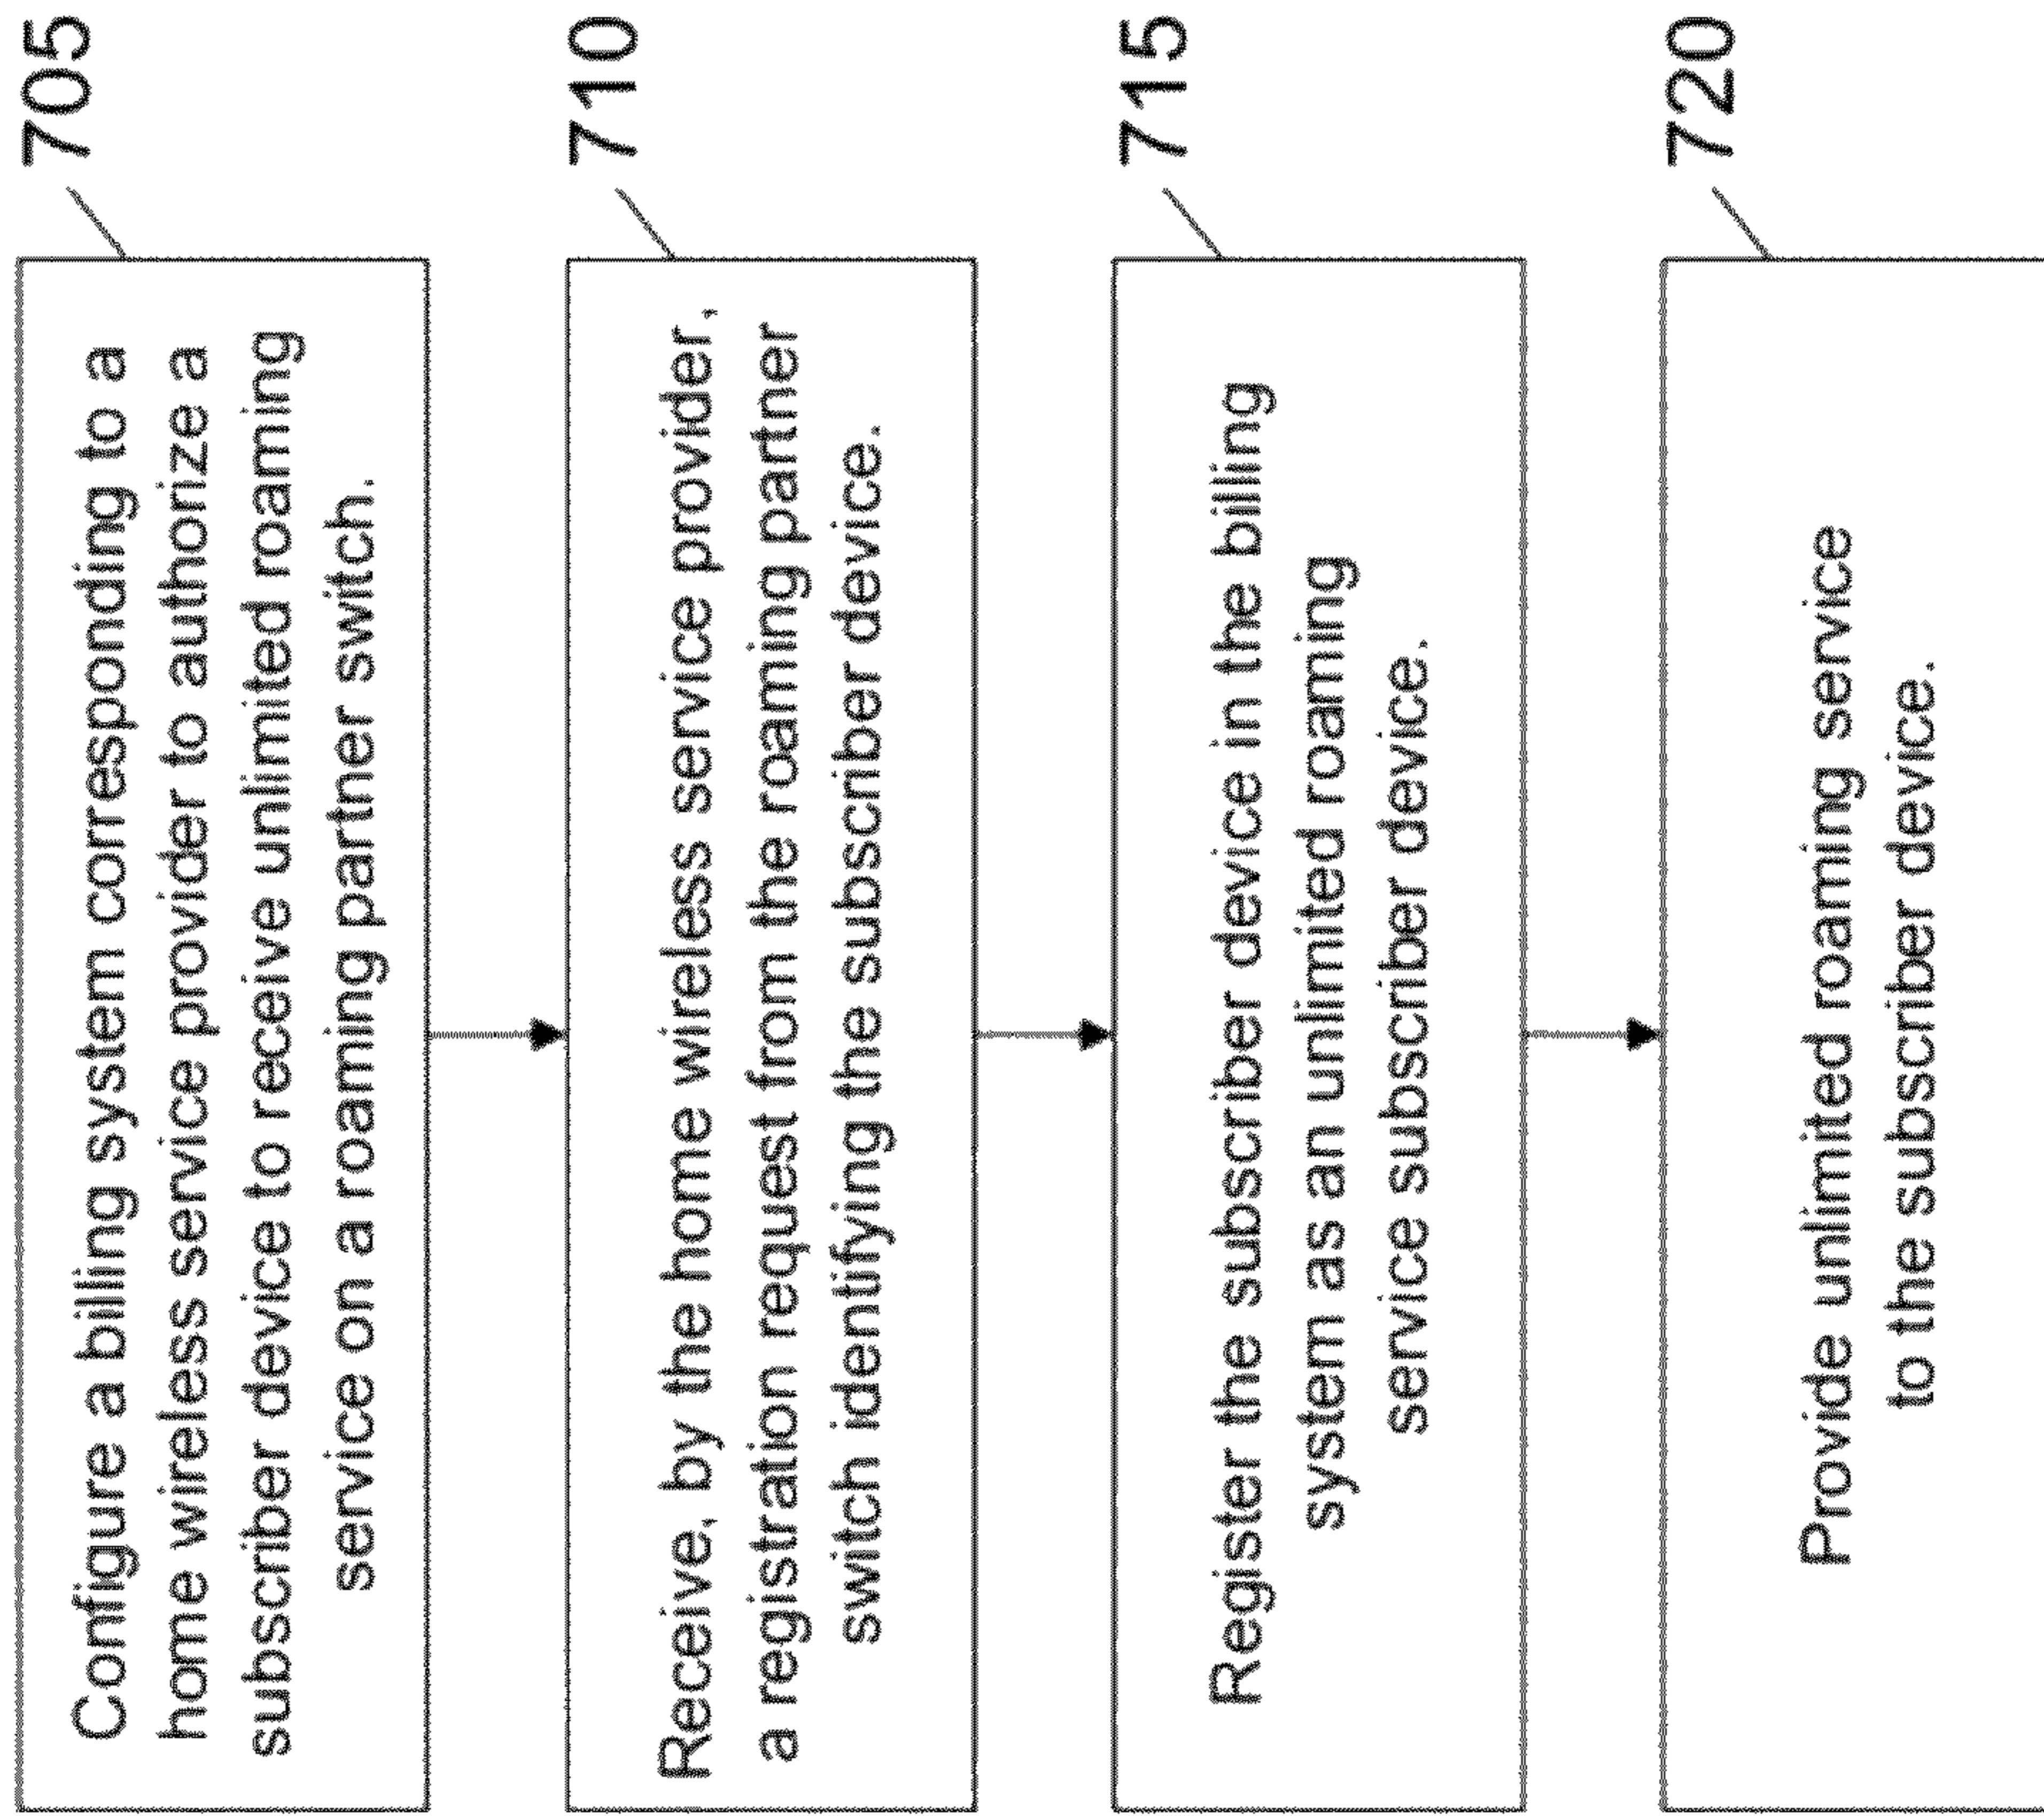 Configure a billing system corresponding to a
home wireless service provider to authorize a
subscriber device to receive unlimited roaming
service on a roaming partner switch.
705
Receive, by the home wireless service provider,
a registration request from the roaming partner
switch identifying the subscriber device.
710
Register the subscriber device in the billing
system as an unlimited roaming
service subscriber device.
715
Provide unlimited roaming service
to the subscriber device.
720